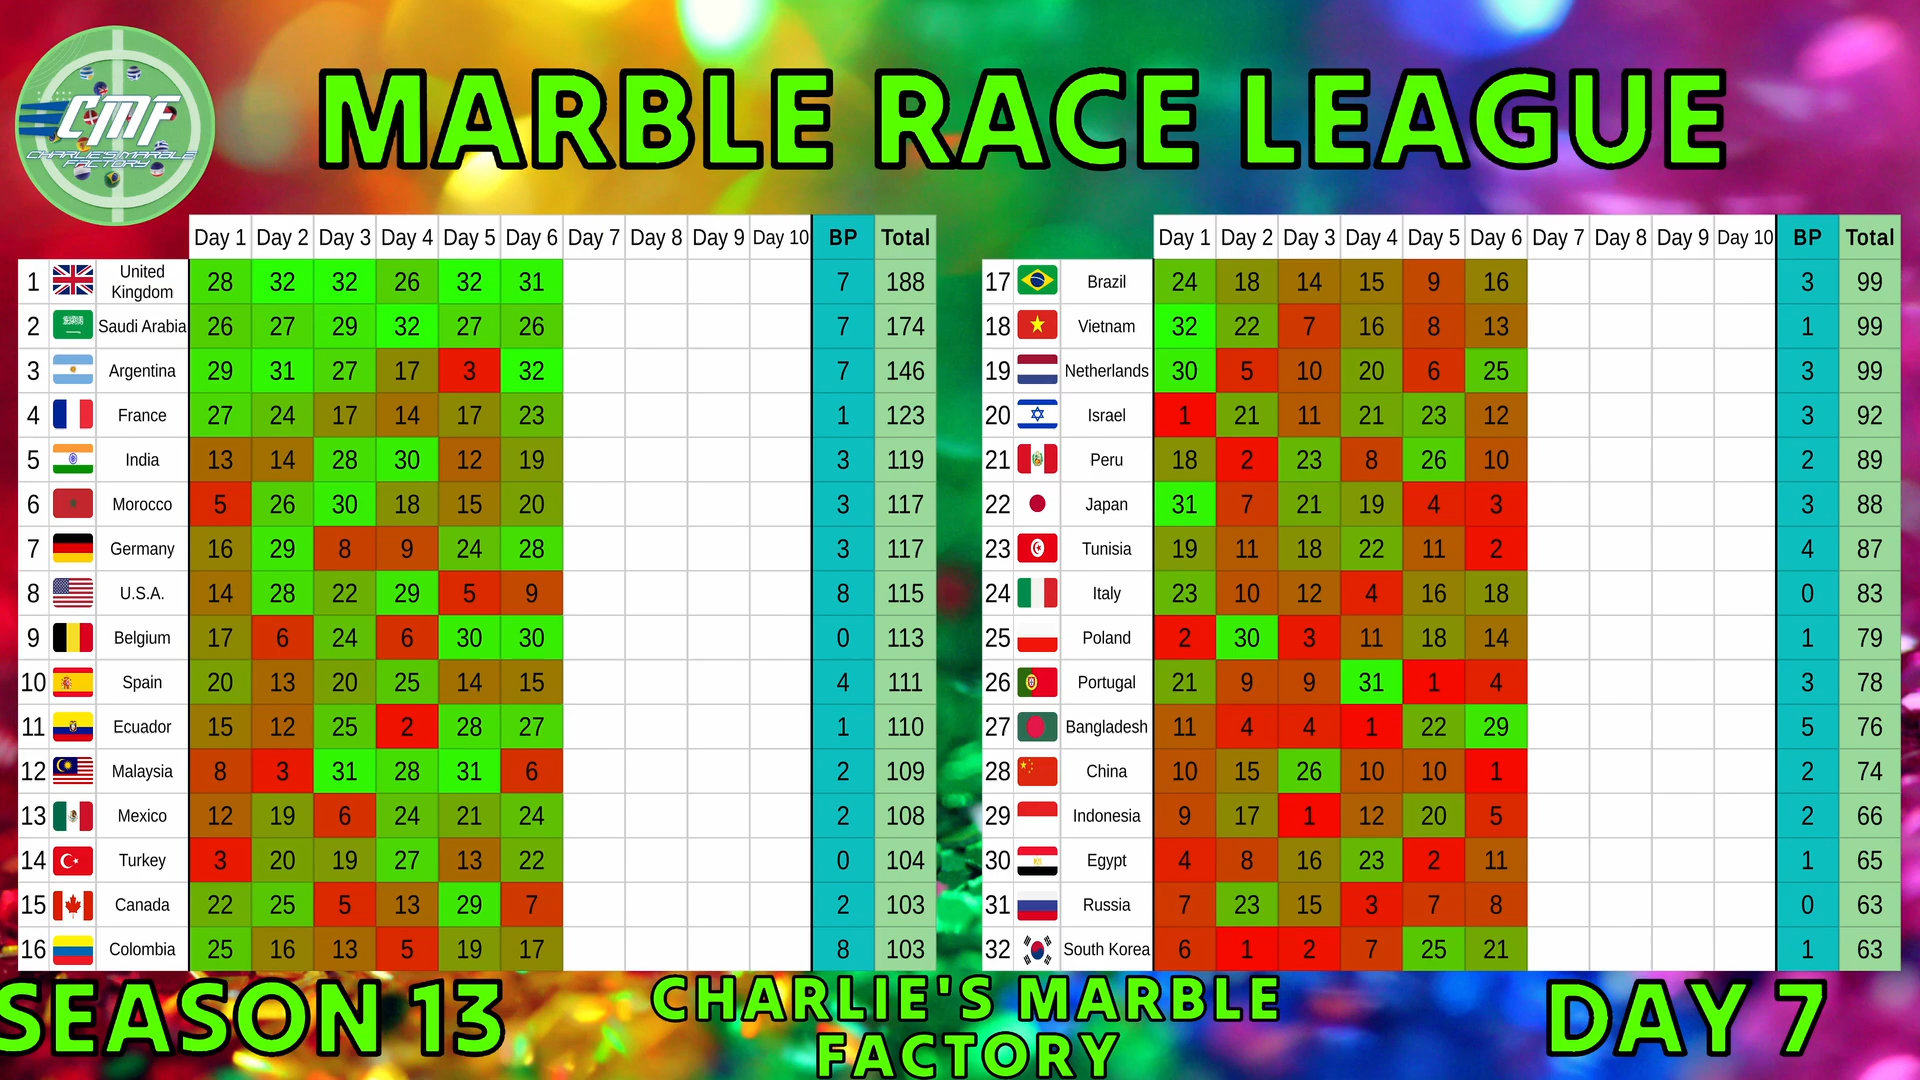 CMF
CHARLIES MARBLE
FACTORY
MARBLE RACE LEAGUE
Day 1 Day 2 Day 3 Day 4 Day 5 Day 6 Day 7 Day 8 Day 9 Day 10 BP Total
1 United Kingdom 28 32 32 26 32 31 7 188
2 Saudi Arabia 26 27 29 32 27 26 7 174
3 Argentina 29 31 27 17 3 32 7 146
4 France 27 24 17 14 17 23 1 123
5 India 13 14 28 30 12 19 3 119
6 Morocco 5 26 30 18 15 20 3 117
7 Germany 16 29 8 9 24 28 3 117
8 U.S.A. 14 28 22 29 5 9 8 115
9 Belgium 17 6 24 6 30 30 0 113
10 Spain 20 13 20 25 14 15 4 111
11 Ecuador 15 12 25 2 28 27 1 110
12 Malaysia 8 3 31 28 31 6 2 109
13 Mexico 12 19 6 24 21 24 2 108
14 Turkey 3 20 19 27 13 22 0 104
15 Canada 22 25 5 13 29 7 2 103
16 Colombia 25 16 13 5 19 17 8 103
Day 1 Day 2 Day 3 Day 4 Day 5 Day 6 Day 7 Day 8 Day 9 Day 10 BP Total
17 Brazil 24 18 14 15 9 16 3 99
18 Vietnam 32 22 7 16 8 13 1 99
19 Netherlands 30 5 10 20 6 25 3 99
20 Israel 1 21 11 21 23 12 3 92
21 Peru 18 2 23 8 26 10 2 89
22 Japan 31 7 21 19 4 3 3 88
23 Tunisia 19 11 18 22 11 2 4 87
24 Italy 23 10 12 4 16 18 0 83
25 Poland 2 30 3 11 18 14 1 79
26 Portugal 21 9 9 31 1 4 3 78
27 Bangladesh 11 4 4 1 22 29 5 76
28 China 10 15 26 10 10 1 2 74
29 Indonesia 9 17 1 12 20 5 2 66
30 Egypt 4 8 16 23 2 11 1 65
31 Russia 7 23 15 3 7 8 0 63
32 South Korea 6 1 2 7 25 21 1 63
SEASON 13
CHARLIE'S MARBLE
FACTORY
DAY 7